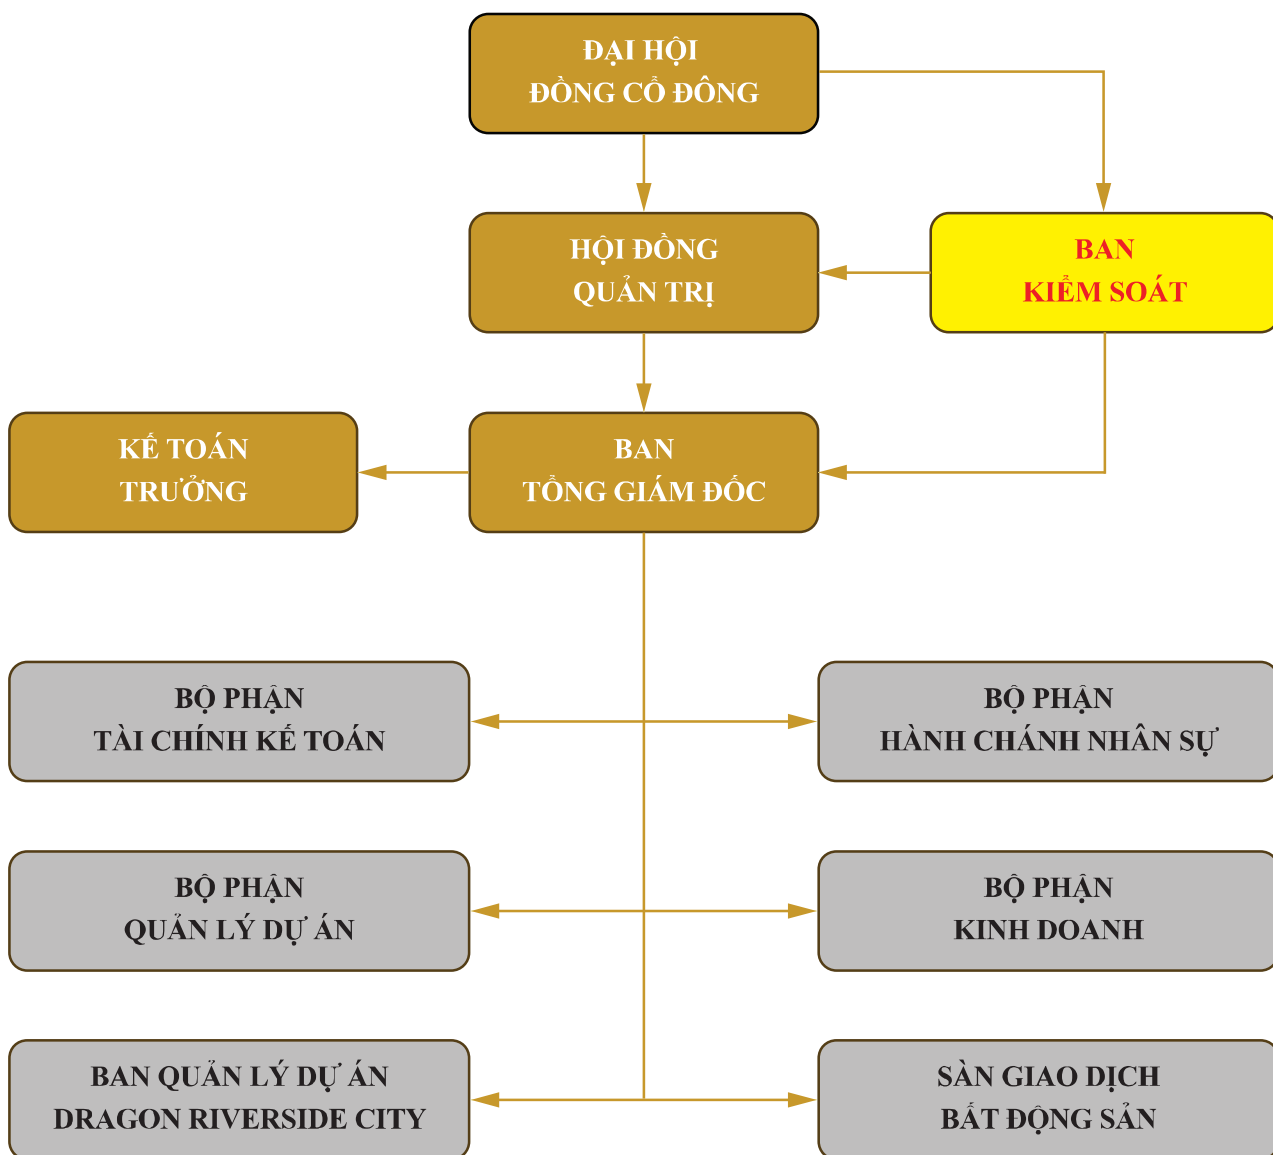 ĐẠI HỘI
ĐỒNG CỔ ĐÔNG
HỘI ĐỒNG
QUẢN TRỊ
BAN
KIỂM SOÁT
KẾ TOÁN
TRƯỞNG
BAN
TỔNG GIÁM ĐỐC
BỘ PHẬN
TÀI CHÍNH KẾ TOÁN
BỘ PHẬN
HÀNH CHÁNH NHÂN SỰ
BỘ PHẬN
QUẢN LÝ DỰ ÁN
BỘ PHẬN
KINH DOANH
BAN QUẢN LÝ DỰ ÁN
DRAGON RIVERSIDE CITY
SÀN GIAO DỊCH
BẤT ĐỘNG SẢN